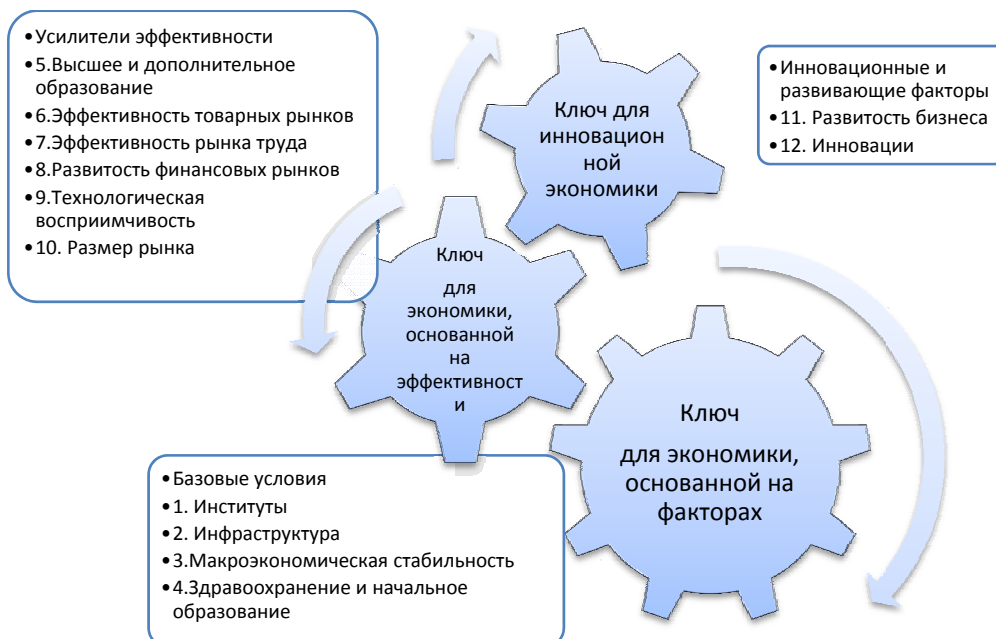 •Усилители эффективности
•5.Высшее и дополнительное
образование
•6.Эффективность товарных рынков
•7.Эффективность рынка труда
•8.Развитость финансовых рынков
•9.Технологическая
восприимчивость
•10. Размер рынка
Ключ для
инновацион
ной
экономики
•Инновационные и
развивающие факторы
•11. Развитость бизнеса
•12. Инновации
Ключ
для
экономики,
основанной
на
эффективност
и
Ключ
для экономики,
основанной на
факторах
•Базовые условия
•1. Институты
•2. Инфраструктура
•3.Макроэкономическая стабильность
•4.Здравоохранение и начальное
образование